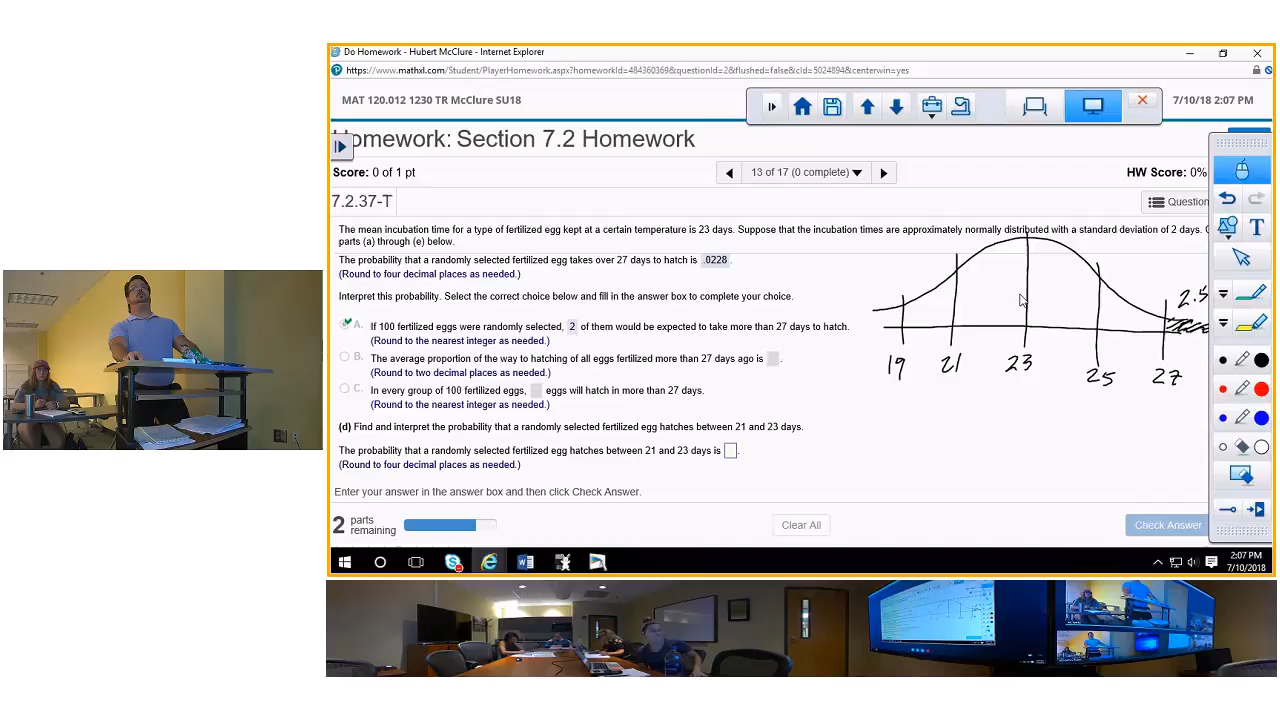 Do Homework - Hubert McClure - Internet Explorer
https://www.mathxl.com/Student/PlayerHomework.aspx?homeworkId=484360369&questionId=2&flushed=false&cId=5024894&centerwin=yes
MAT 120.012 1230 TR McClure SU18
7/10/18 2:07 PM
omework: Section 7.2 Homework
Score: 0 of 1 pt
13 of 17 (0 complete)
HW Score: 0%
7.2.37-T
Question
The mean incubation time for a type of fertilized egg kept at a certain temperature is 23 days. Suppose that the incubation times are approximately normally distributed with a standard deviation of 2 days.
parts (a) through (e) below.
The probability that a randomly selected fertilized egg takes over 27 days to hatch is .0228.
(Round to four decimal places as needed.)
Interpret this probability. Select the correct choice below and fill in the answer box to complete your choice.
A. If 100 fertilized eggs were randomly selected, 2 of them would be expected to take more than 27 days to hatch.
(Round to the nearest integer as needed.)
B. The average proportion of the way to hatching of all eggs fertilized more than 27 days ago is .
(Round to two decimal places as needed.)
C. In every group of 100 fertilized eggs, eggs will hatch in more than 27 days.
(Round to the nearest integer as needed.)
19 21 23 25 27 2.5
(d) Find and interpret the probability that a randomly selected fertilized egg hatches between 21 and 23 days.
The probability that a randomly selected fertilized egg hatches between 21 and 23 days is .
(Round to four decimal places as needed.)
Enter your answer in the answer box and then click Check Answer.
2 parts
remaining
Clear All
Check Answer
T
2:07 PM
7/10/2018